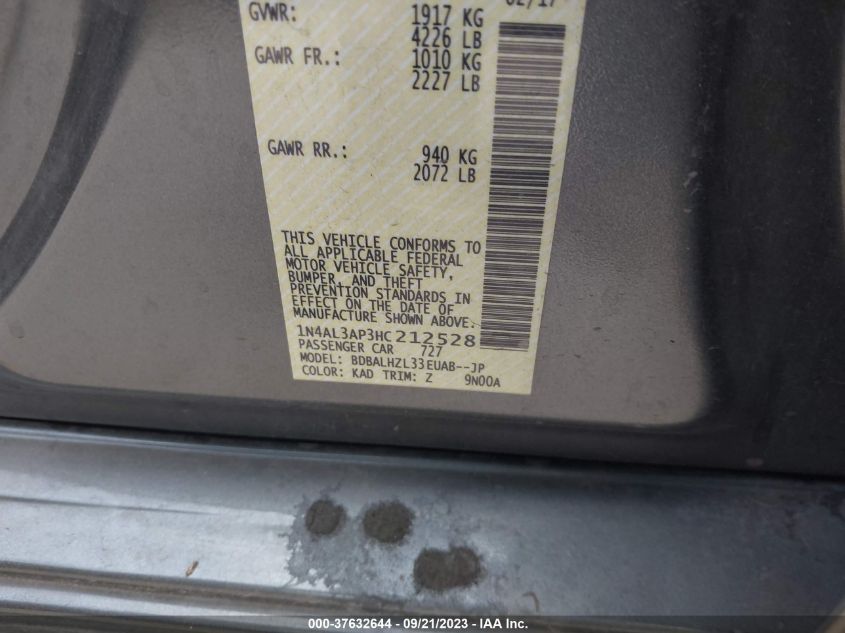 02/17
GVWR: 1917 KG
4226 LB
GAWR FR.: 1010 KG
2227 LB
GAWR RR.: 940 KG
2072 LB
THIS VEHICLE CONFORMS TO
ALL APPLICABLE FEDERAL
MOTOR VEHICLE SAFETY,
BUMPER, AND THEFT
PREVENTION STANDARDS IN
EFFECT ON THE DATE OF
MANUFACTURE SHOWN ABOVE.
1N4AL3AP3HC212528
PASSENGER CAR 727
MODEL: BDBALHZL33EUAB--JP
COLOR: KAD TRIM: Z 9N00A
000-37632644 - 09/21/2023 - IAA Inc.